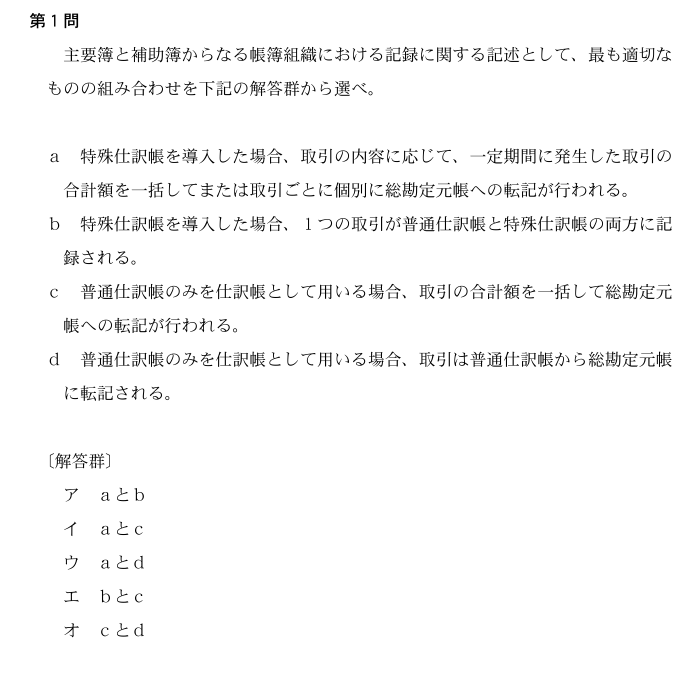 第１問
主要簿と補助簿からなる帳簿組織における記録に関する記述として、最も適切な
ものの組み合わせを下記の解答群から選べ。
ａ　特殊仕訳帳を導入した場合、取引の内容に応じて、一定期間に発生した取引の
合計額を一括してまたは取引ごとに個別に総勘定元帳への転記が行われる。
ｂ　特殊仕訳帳を導入した場合、１つの取引が普通仕訳帳と特殊仕訳帳の両方に記
録される。
ｃ　普通仕訳帳のみを仕訳帳として用いる場合、取引の合計額を一括して総勘定元
帳への転記が行われる。
ｄ　普通仕訳帳のみを仕訳帳として用いる場合、取引は普通仕訳帳から総勘定元帳
に転記される。
〔解答群〕
ア　ａとｂ
イ　ａとｃ
ウ　ａとｄ
エ　ｂとｃ
オ　ｃとｄ